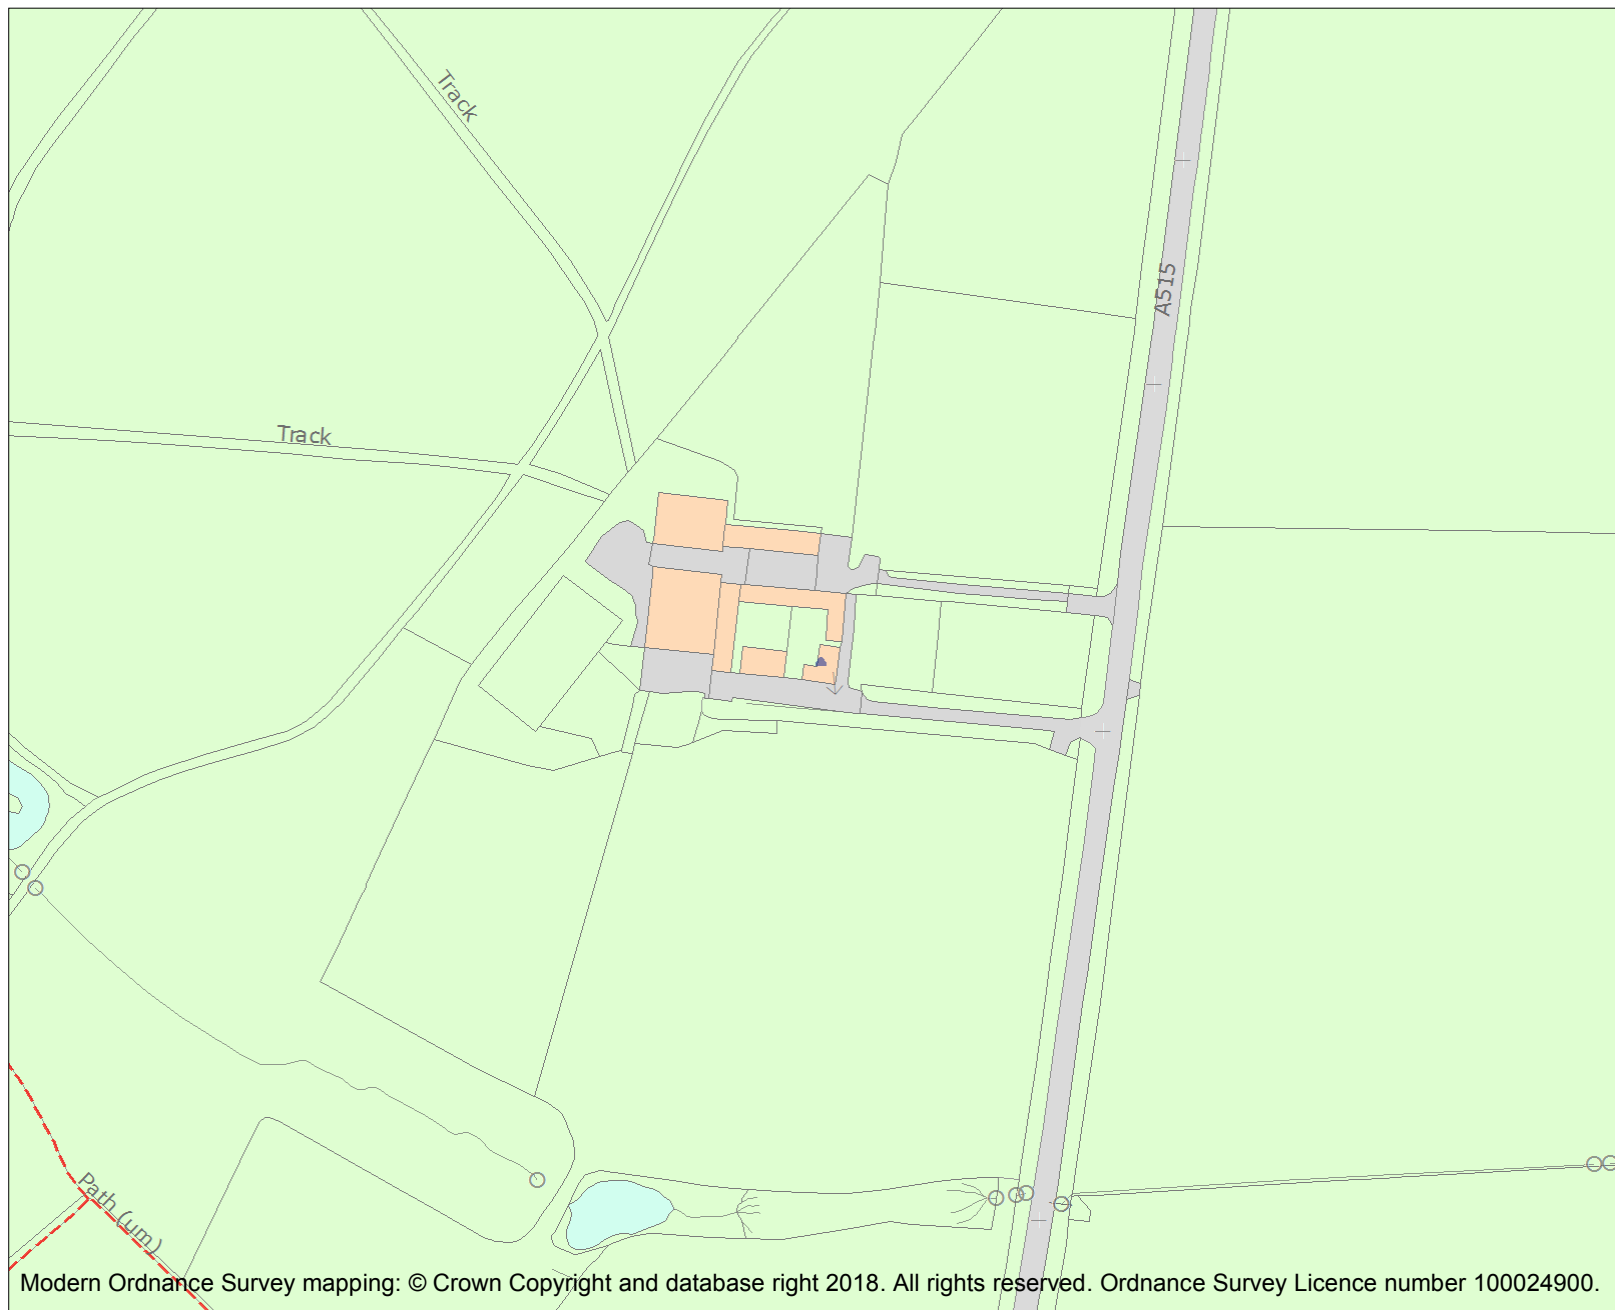 Track
A515
Track
Path (um)
Modern Ordnance Survey mapping: © Crown Copyright and database right 2018. All rights reserved. Ordnance Survey Licence number 100024900.